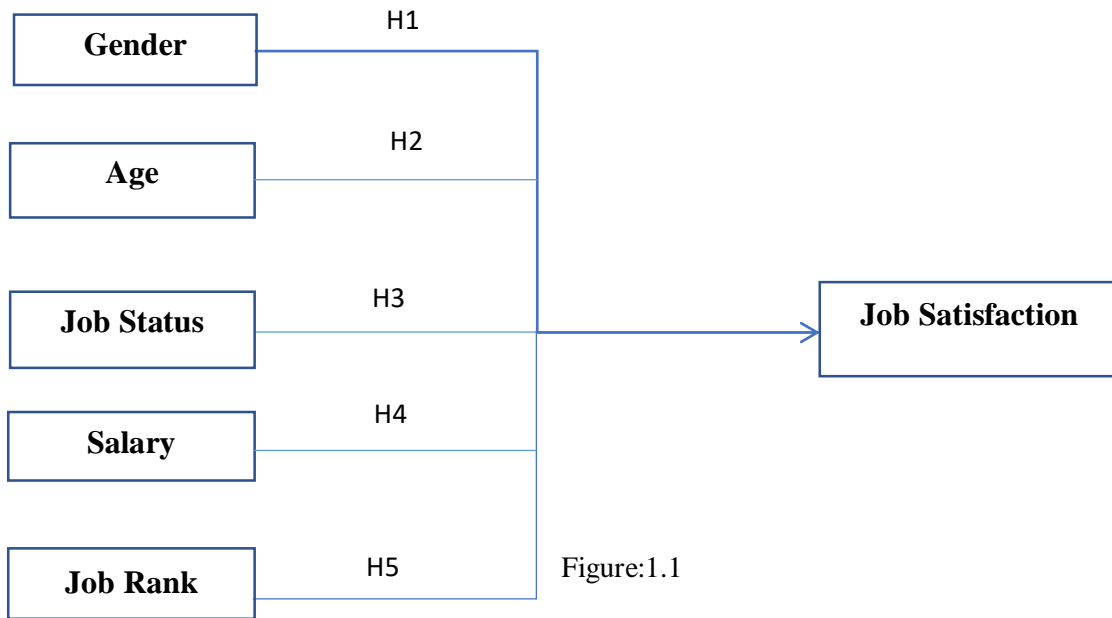 H1
Gender
H2
Age
H3
Job Status
Job Satisfaction
H4
Salary
H5
Figure:1.1
Job Rank